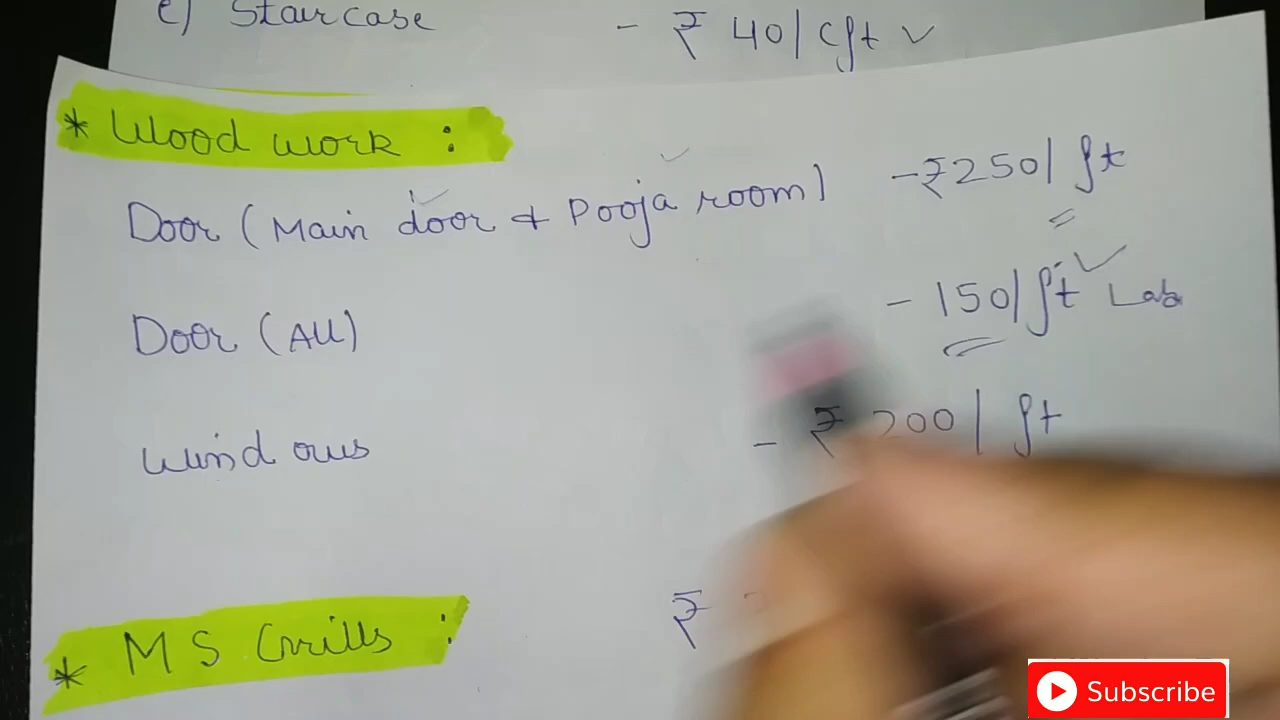 e) Staircase - ₹ 40/cft ✓
* Wood work :
Door (Main door & Pooja room) - ₹250/ft
Door (All) - 150/ft Lab
Windows - ₹ 200/ft
* MS Grills : ₹
Subscribe